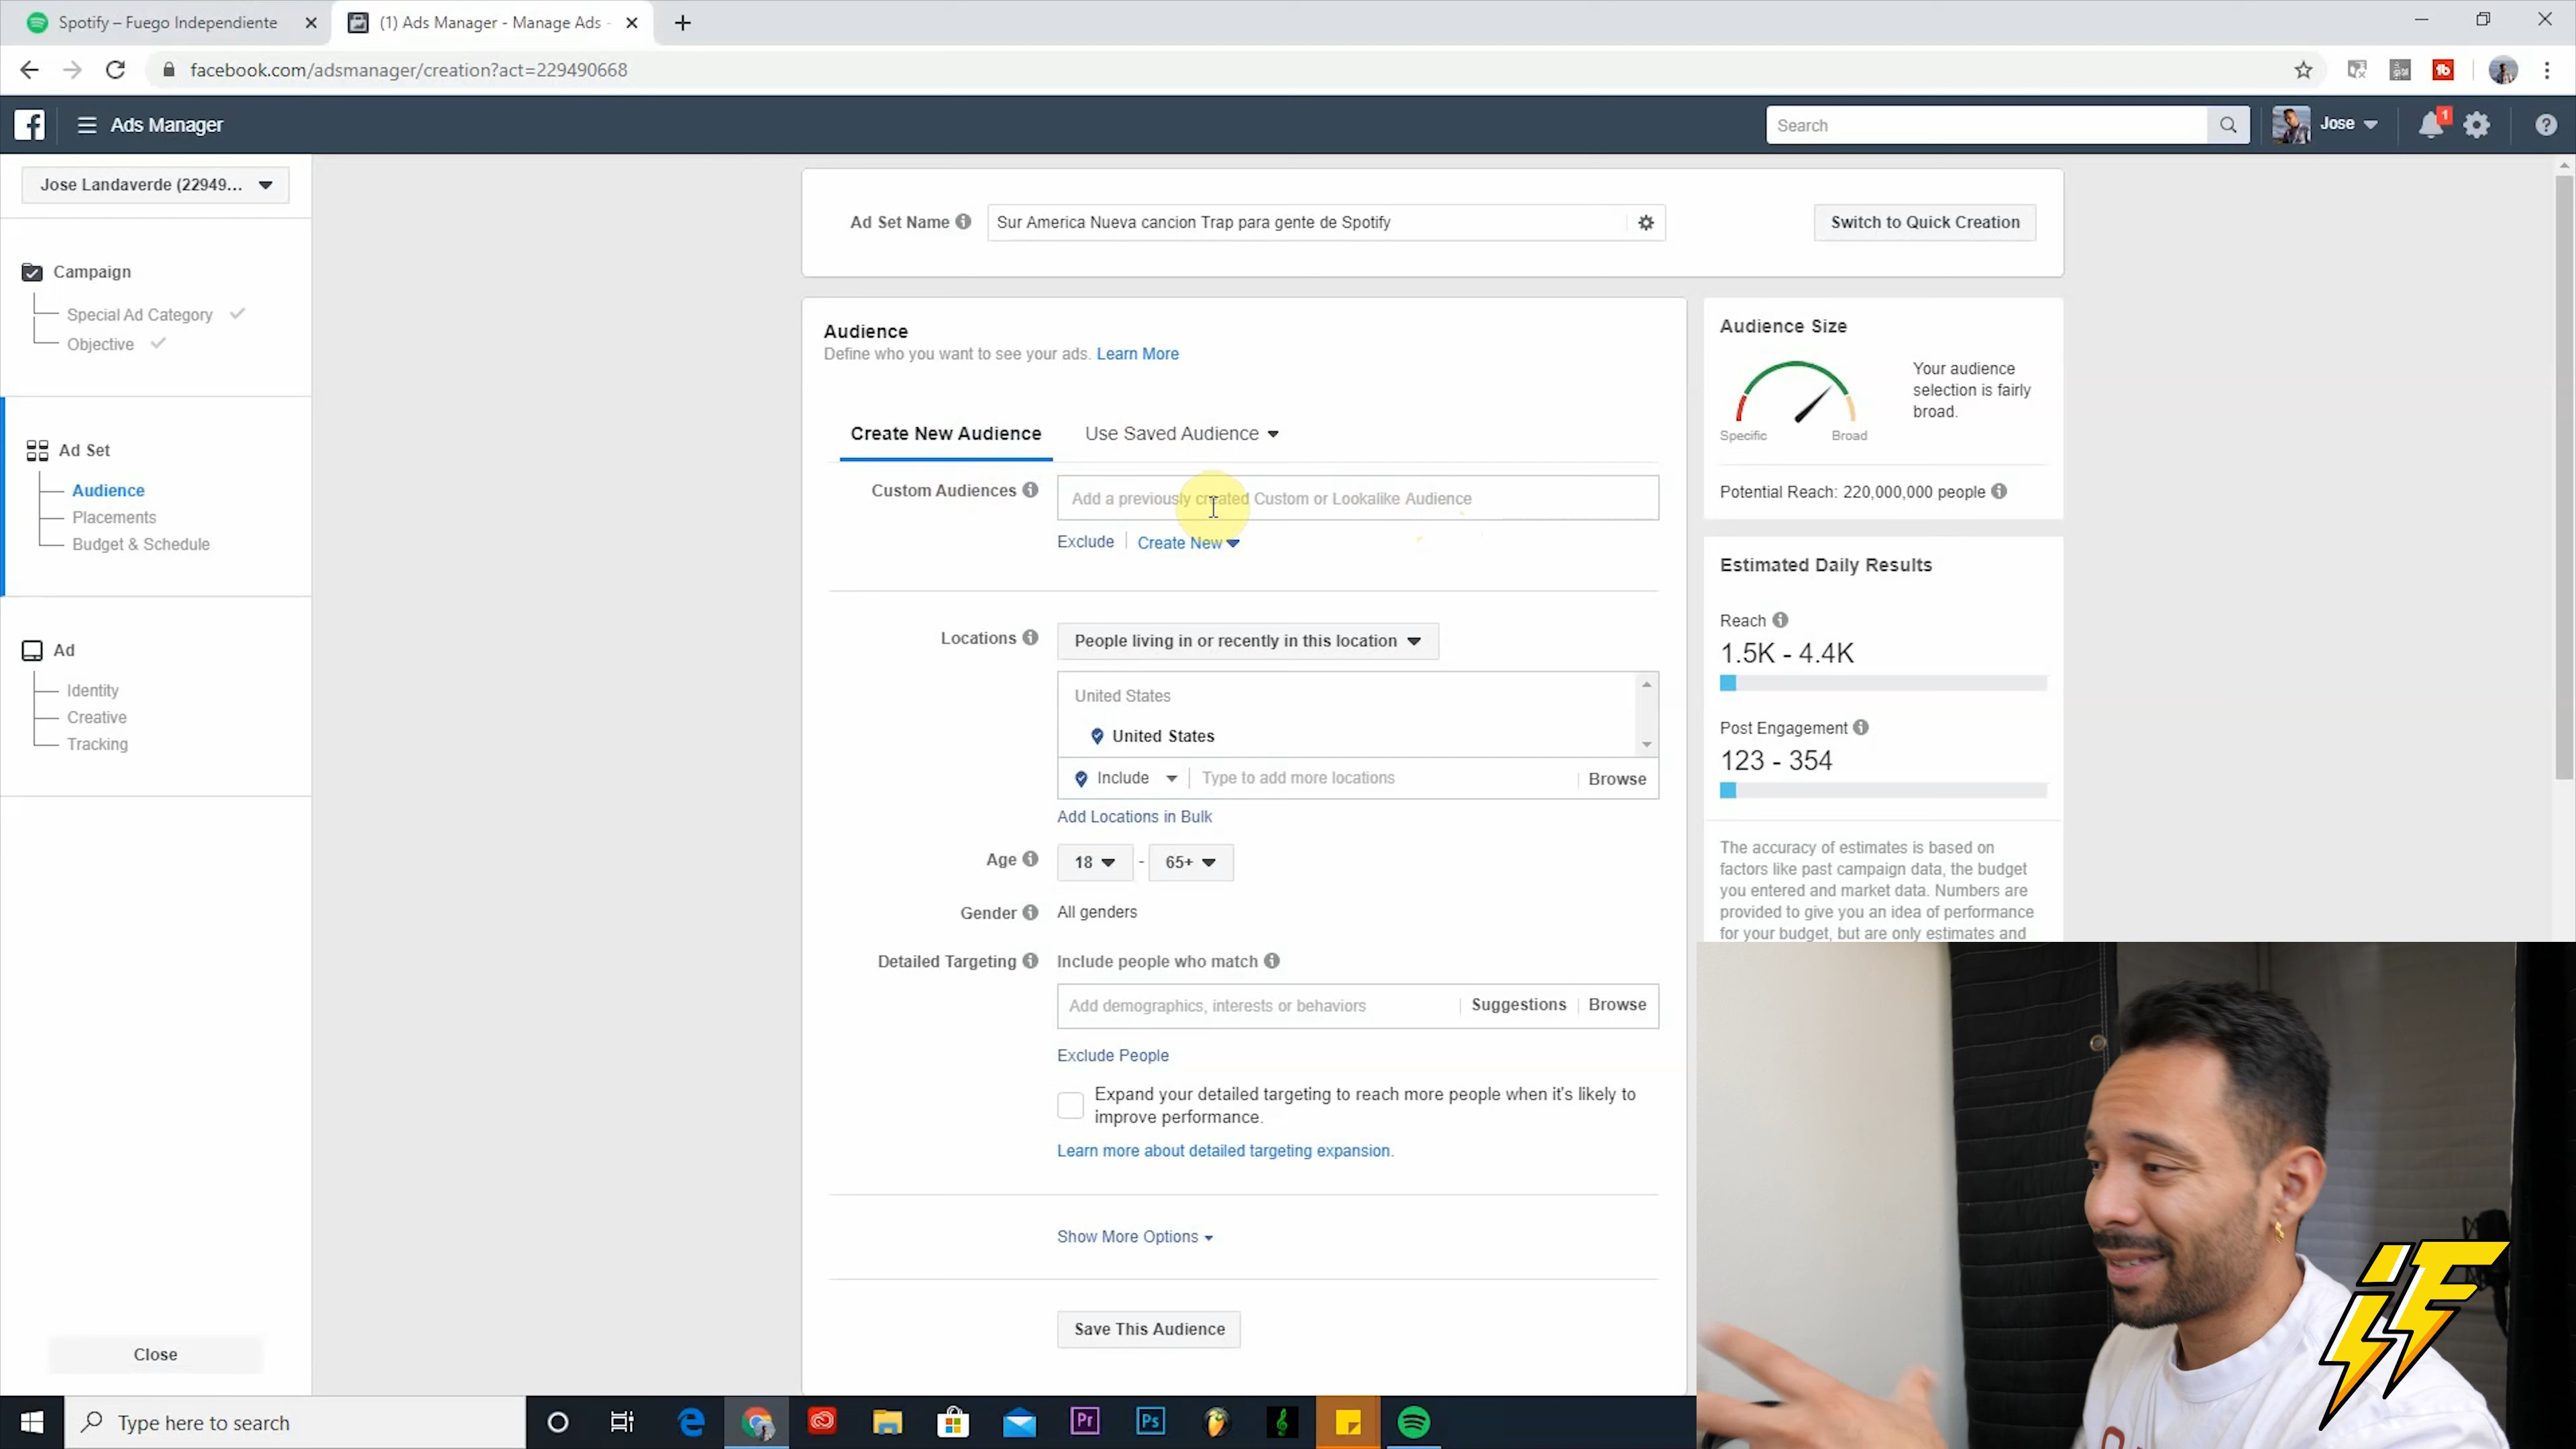 Spotify – Fuego Independiente
(1) Ads Manager - Manage Ads -
facebook.com/adsmanager/creation?act=229490668
Ads Manager
Search
Jose
1
Jose Landaverde (22949...
Campaign
Special Ad Category
Objective
Ad Set
Audience
Placements
Budget & Schedule
Ad
Identity
Creative
Tracking
Close
Ad Set Name
Sur America Nueva cancion Trap para gente de Spotify
Switch to Quick Creation
Audience
Define who you want to see your ads. Learn More
Create New Audience
Use Saved Audience
Custom Audiences
Add a previously created Custom or Lookalike Audience
Exclude
Create New
Locations
People living in or recently in this location
United States
United States
Include
Type to add more locations
Browse
Add Locations in Bulk
Age
18 - 65+
Gender
All genders
Detailed Targeting
Include people who match
Add demographics, interests or behaviors
Suggestions
Browse
Exclude People
Expand your detailed targeting to reach more people when it's likely to
improve performance.
Learn more about detailed targeting expansion.
Show More Options
Save This Audience
Audience Size
Your audience
selection is fairly
broad.
Specific
Broad
Potential Reach: 220,000,000 people
Estimated Daily Results
Reach
1.5K - 4.4K
Post Engagement
123 - 354
The accuracy of estimates is based on
factors like past campaign data, the budget
you entered and market data. Numbers are
provided to give you an idea of performance
for your budget, but are only estimates and
iF
Type here to search
Pr
Ps